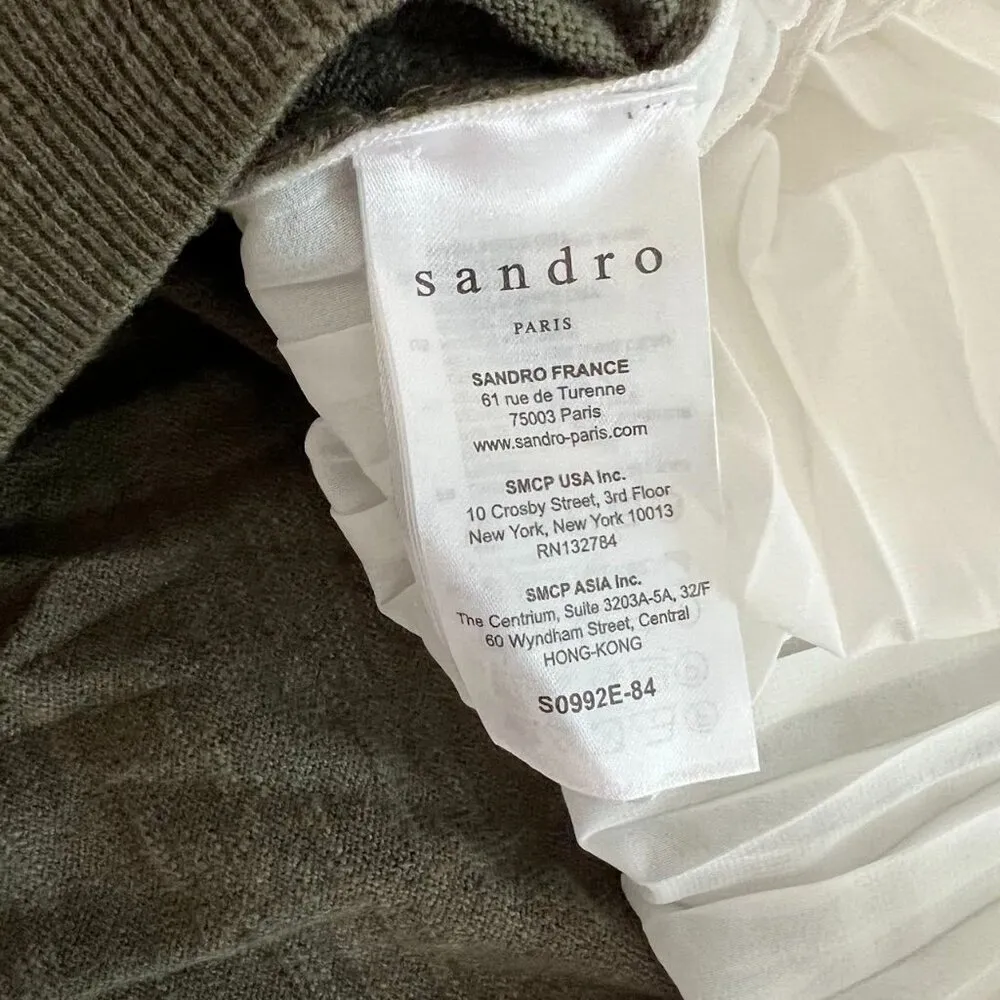 sandro
PARIS
SANDRO FRANCE
61 rue de Turenne
75003 Paris
www.sandro-paris.com
SMCP USA Inc.
10 Crosby Street, 3rd Floor
New York, New York 10013
RN132784
SMCP ASIA Inc.
The Centrium, Suite 3203A-5A, 32/F
60 Wyndham Street, Central
HONG-KONG
S0992E-84